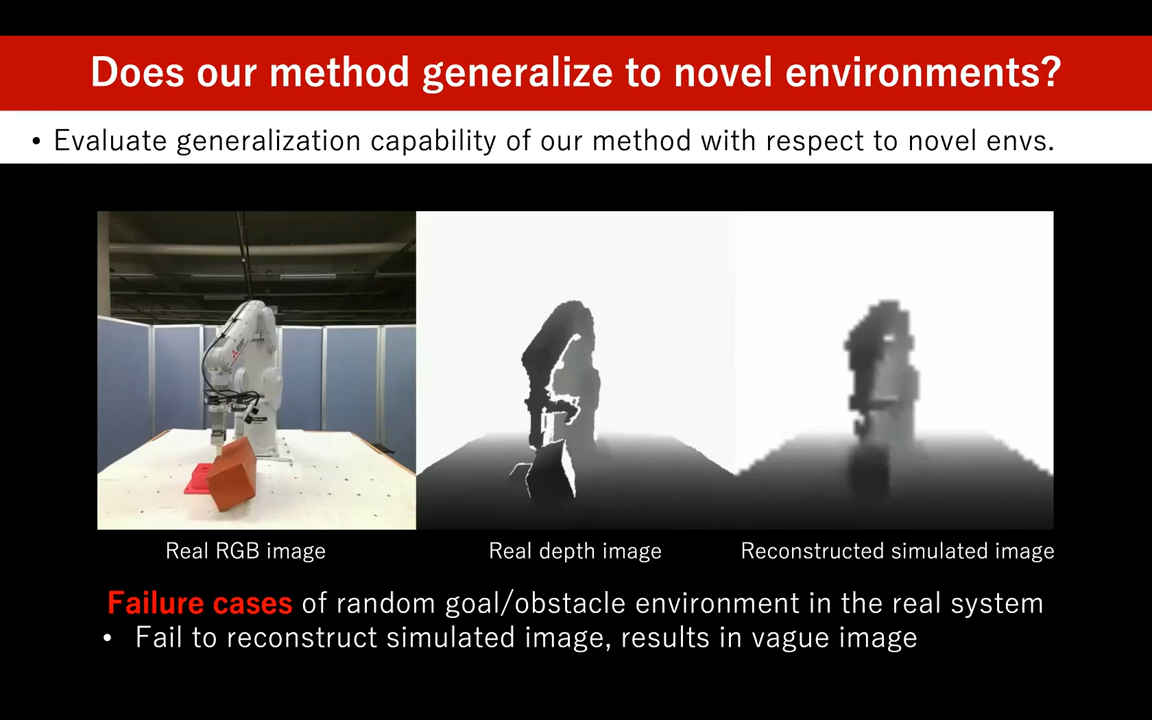 Does our method generalize to novel environments?
• Evaluate generalization capability of our method with respect to novel envs.
Real RGB image
Real depth image
Reconstructed simulated image
Failure cases of random goal/obstacle environment in the real system
• Fail to reconstruct simulated image, results in vague image